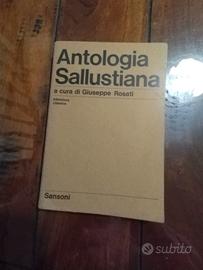 Antologia
Sallustiana
a cura di Giuseppe Rosati
Sansoni
subito